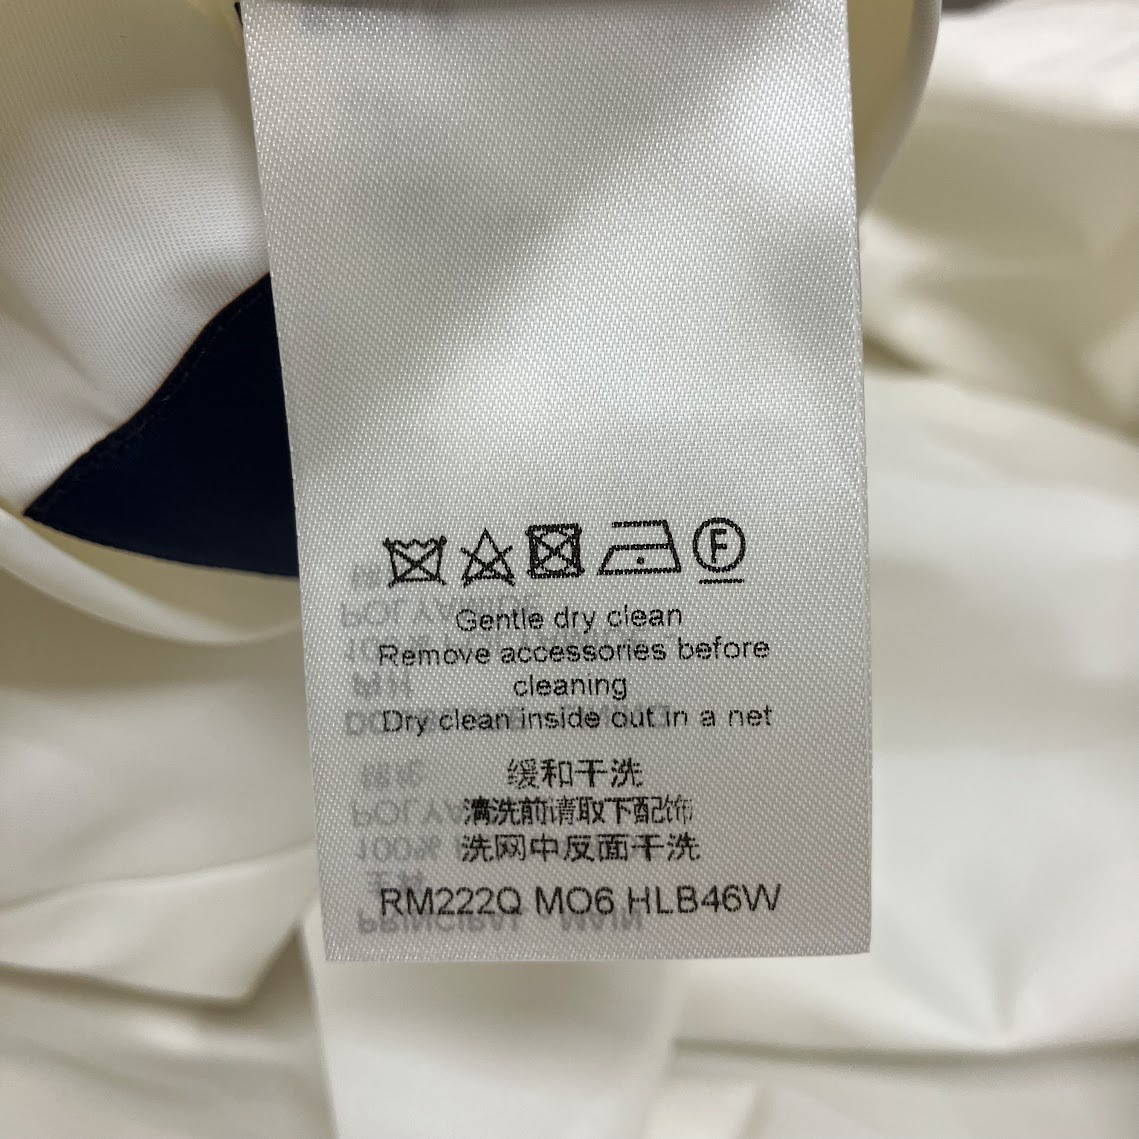 F
Gentle dry clean
Remove accessories before
cleaning
Dry clean inside out in a net
缓和干洗
清洗前请取下配饰
洗网中反面干洗
RM222Q MO6 HLB46W